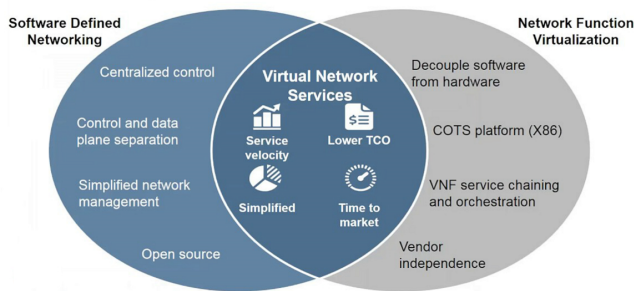 Software Defined
Networking
Centralized control
Control and data
plane separation
Simplified network
management
Open source
Virtual Network
Services
Service
velocity
Lower TCO
Simplified
Time to
market
Network Function
Virtualization
Decouple software
from hardware
COTS platform (X86)
VNF service chaining
and orchestration
Vendor
independence